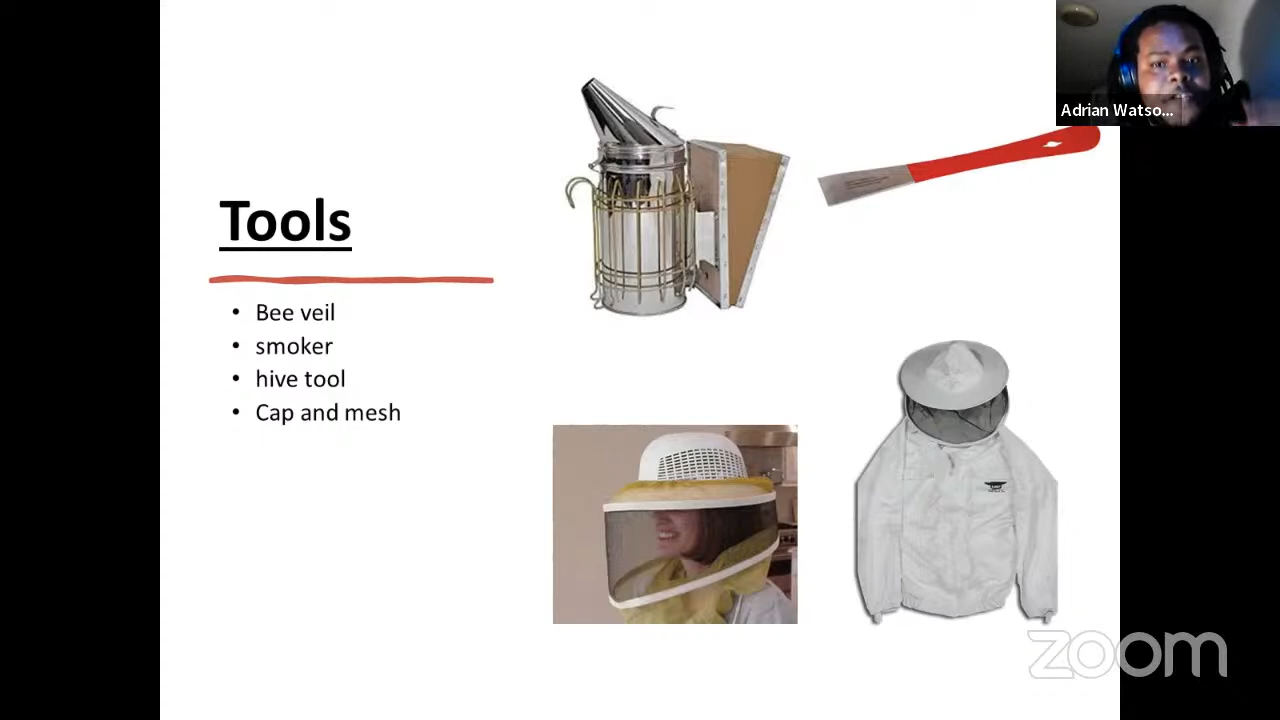 Adrian Watso...
Tools
• Bee veil
• smoker
• hive tool
• Cap and mesh
zoom